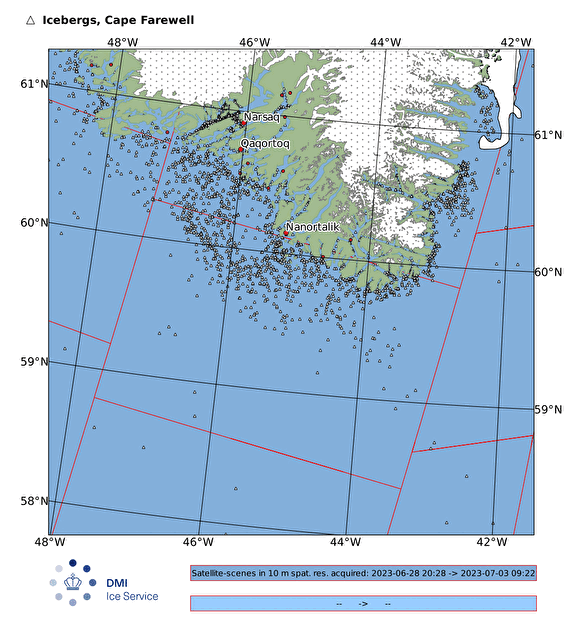 △ Icebergs, Cape Farewell
48°W 46°W 44°W 42°W
61°N
61°N
Narsaq
Qaqortoq
60°N
Nanortalik
60°N
59°N
59°N
58°N
48°W 46°W 44°W 42°W
DMI
Ice Service
Satellite-scenes in 10 m spat. res. acquired: 2023-06-28 20:28 -> 2023-07-03 09:22
-- -> --